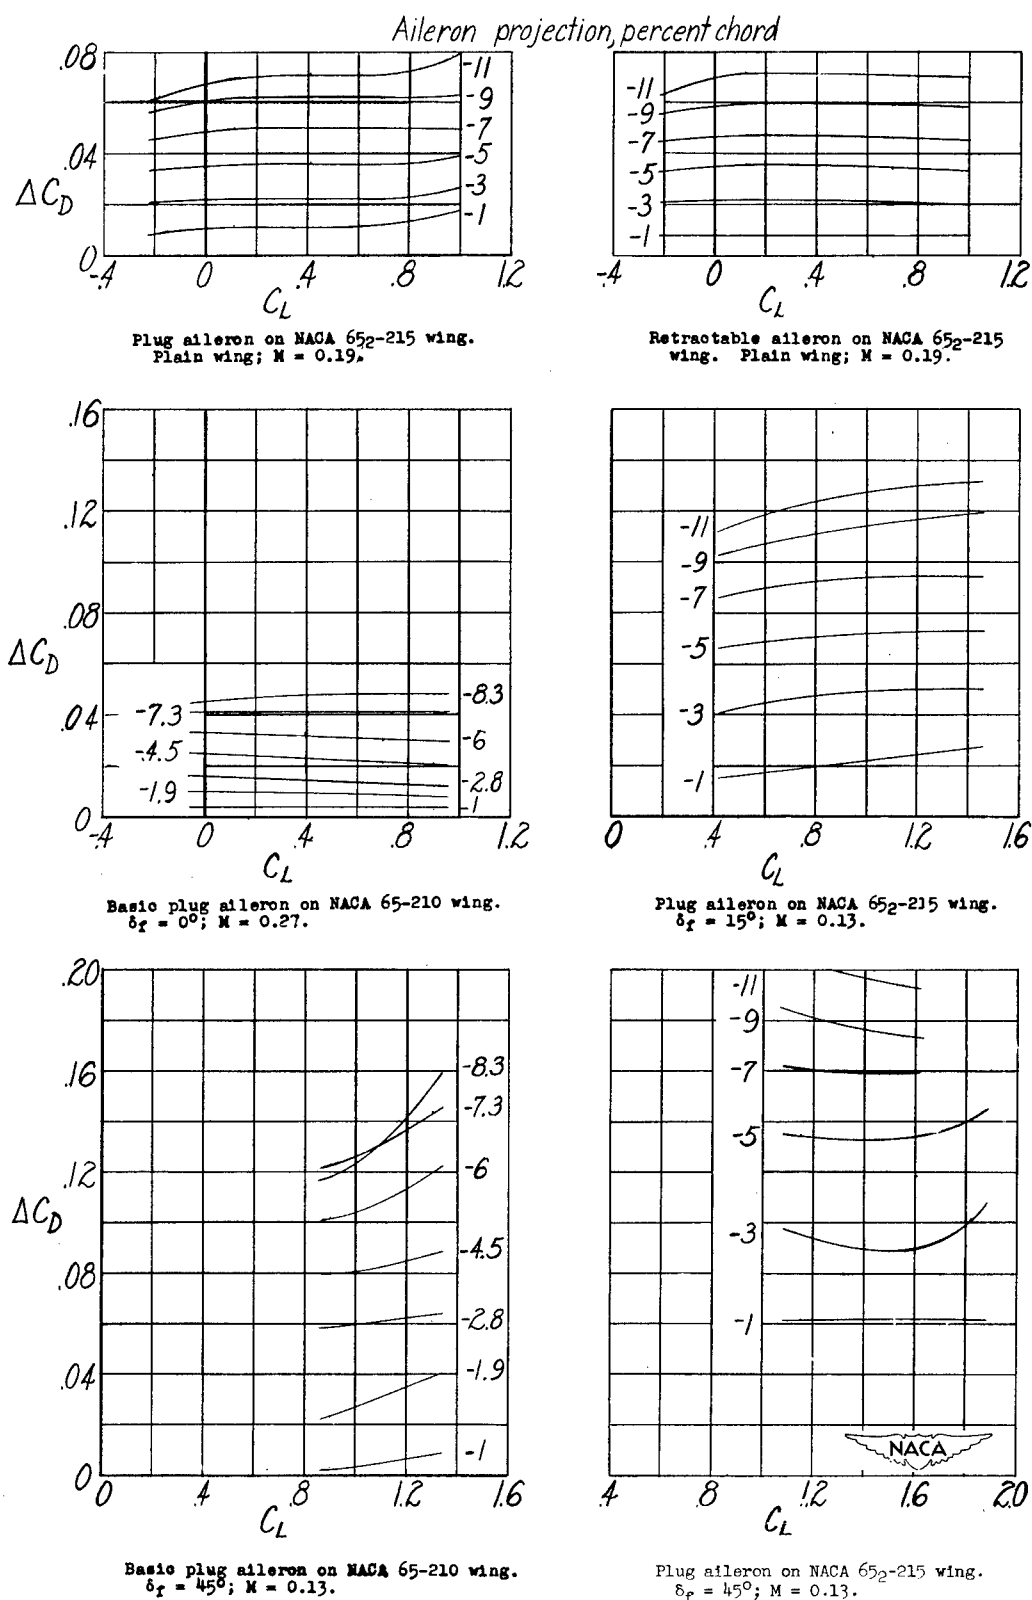 Aileron projection, percent chord
.08
.04
0
ΔC_D
-11
-9
-7
-5
-3
-1
-.4 0 .4 .8 1.2
C_L
Plug aileron on NACA 65₂-215 wing.
Plain wing; M = 0.19.
-11
-9
-7
-5
-3
-1
-.4 0 .4 .8 1.2
C_L
Retractable aileron on NACA 65₂-215
wing. Plain wing; M = 0.19.
.16
.12
.08
ΔC_D
.04
0
-7.3
-4.5
-1.9
-8.3
-6
-2.8
-1
-.4 0 .4 .8 1.2
C_L
Basic plug aileron on NACA 65-210 wing.
δ_f = 0°; M = 0.27.
-11
-9
-7
-5
-3
-1
0 .4 .8 1.2 1.6
C_L
Plug aileron on NACA 65₂-215 wing.
δ_f = 15°; M = 0.13.
.20
.16
.12
ΔC_D
.08
.04
0
-8.3
-7.3
-6
-4.5
-2.8
-1.9
-1
0 .4 .8 1.2 1.6
C_L
Basic plug aileron on NACA 65-210 wing.
δ_f = 45°; M = 0.13.
-11
-9
-7
-5
-3
-1
NACA
.4 .8 1.2 1.6 2.0
C_L
Plug aileron on NACA 65₂-215 wing.
δ_f = 45°; M = 0.13.